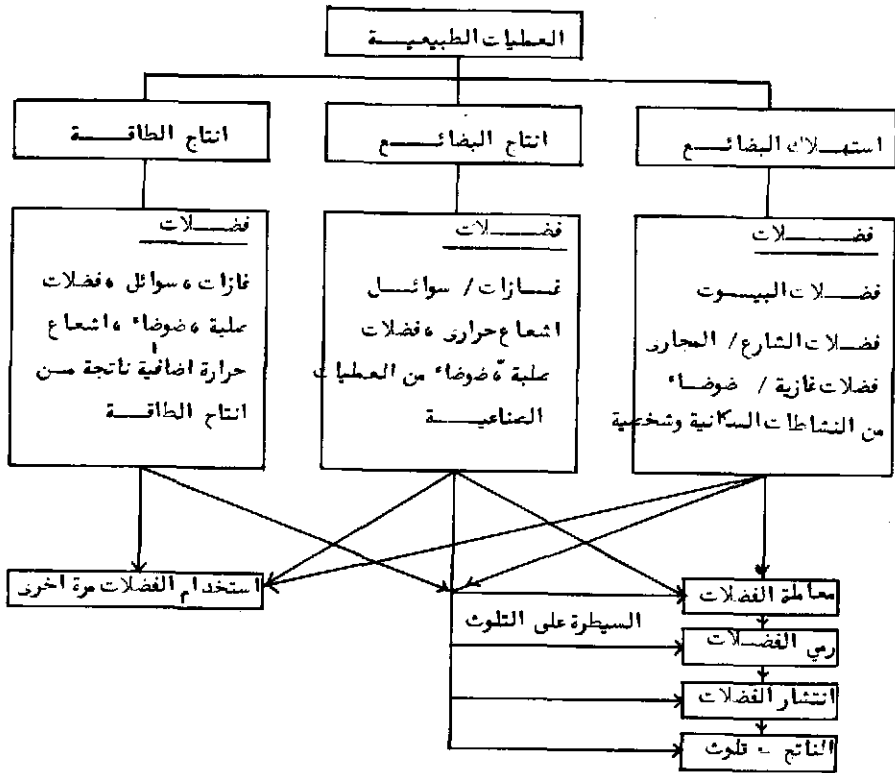 العمليات الطبيعية
استهلاك البضائع
انتاج البضائع
انتاج الطاقة
فضلات
فضلات البيوت
فضلات الشارع / المجارى
فضلات غازية / ضوضاء
من النشاطات السكانية وشخصية
فضلات
غازات / سوائل
اشعاع حرارى ، فضلات
صلبة ، ضوضاء من العمليات
الصناعية
فضلات
غازات ، سوائل ، فضلات
صلبة ، ضوضاء ، اشعاع
حرارة اضافية ناتجة من
انتاج الطاقة
معاملة الفضلات
استخدام الفضلات مرة اخرى
السيطرة على التلوث
رمي الفضلات
انتشار الفضلات
الناتج = تلوث